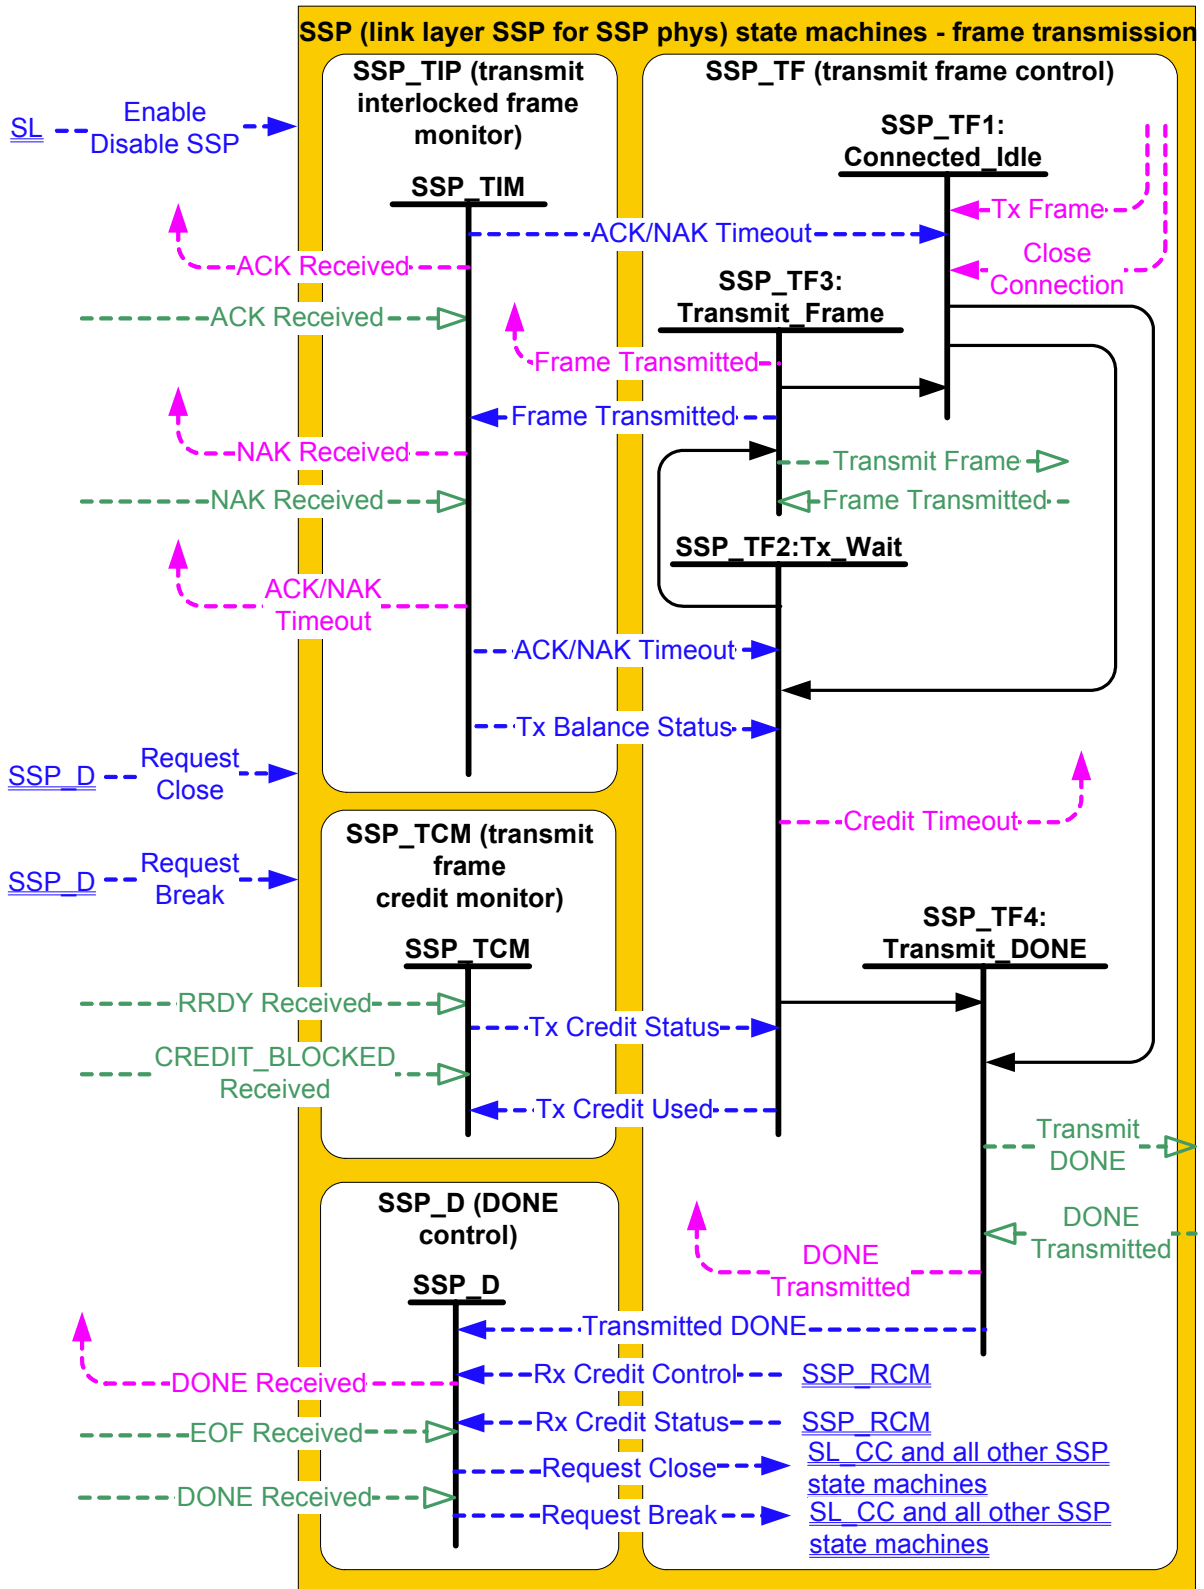 SSP (link layer SSP for SSP phys) state machines - frame transmission
SSP_TIP (transmit
interlocked frame
monitor)
SSP_TF (transmit frame control)
SL
Enable
Disable SSP
SSP_TF1:
Connected_Idle
SSP_TIM
Tx Frame
ACK/NAK Timeout
ACK Received
Close
Connection
SSP_TF3:
Transmit_Frame
ACK Received
Frame Transmitted
Frame Transmitted
NAK Received
Transmit Frame
NAK Received
Frame Transmitted
SSP_TF2:Tx_Wait
ACK/NAK
Timeout
ACK/NAK Timeout
Tx Balance Status
SSP_D
Request
Close
Credit Timeout
SSP_TCM (transmit
frame
credit monitor)
SSP_D
Request
Break
SSP_TF4:
Transmit_DONE
SSP_TCM
RRDY Received
Tx Credit Status
CREDIT_BLOCKED
Received
Tx Credit Used
Transmit
DONE
SSP_D (DONE
control)
DONE
Transmitted
DONE
Transmitted
SSP_D
Transmitted DONE
DONE Received
Rx Credit Control
SSP_RCM
EOF Received
Rx Credit Status
SSP_RCM
Request Close
SL_CC and all other SSP
state machines
DONE Received
Request Break
SL_CC and all other SSP
state machines